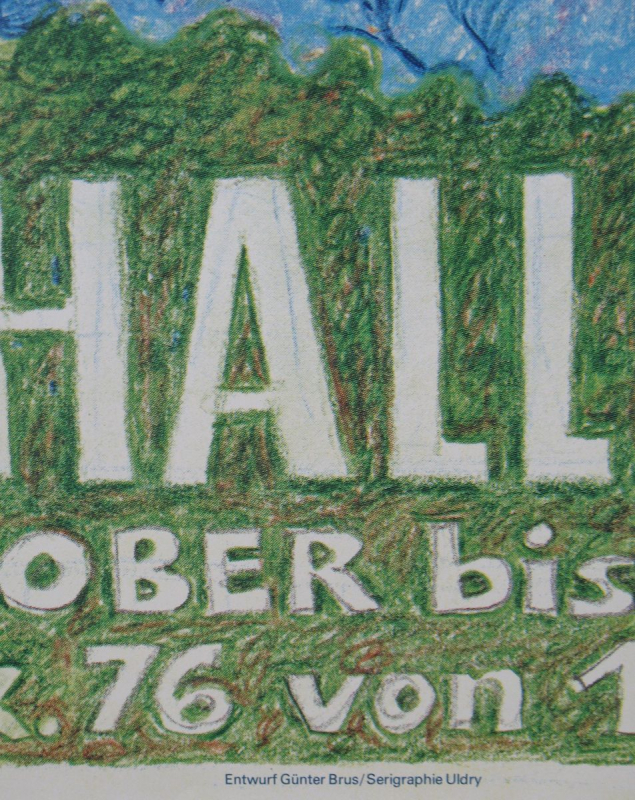 HALL
OBER bis
k. 76 von 1
Entwurf Günter Brus/Serigraphie Uldry